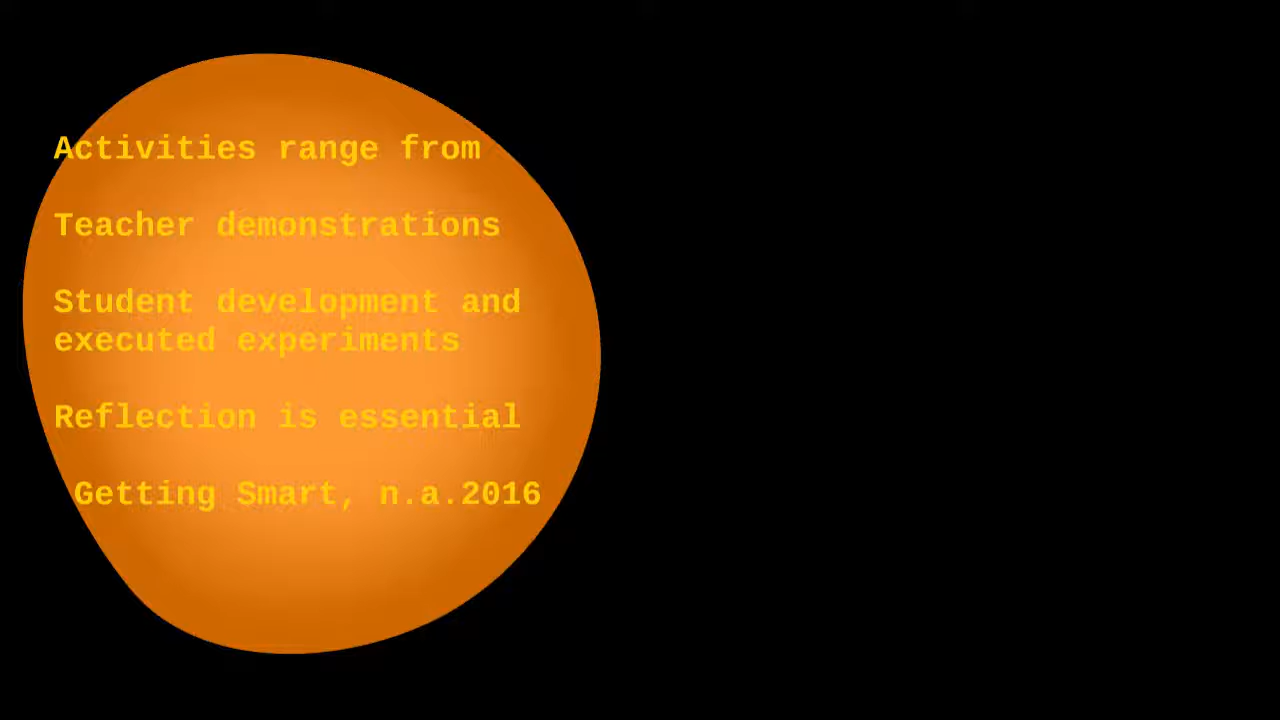 Activities range from
Teacher demonstrations
Student development and
executed experiments
Reflection is essential
Getting Smart, n.a.2016